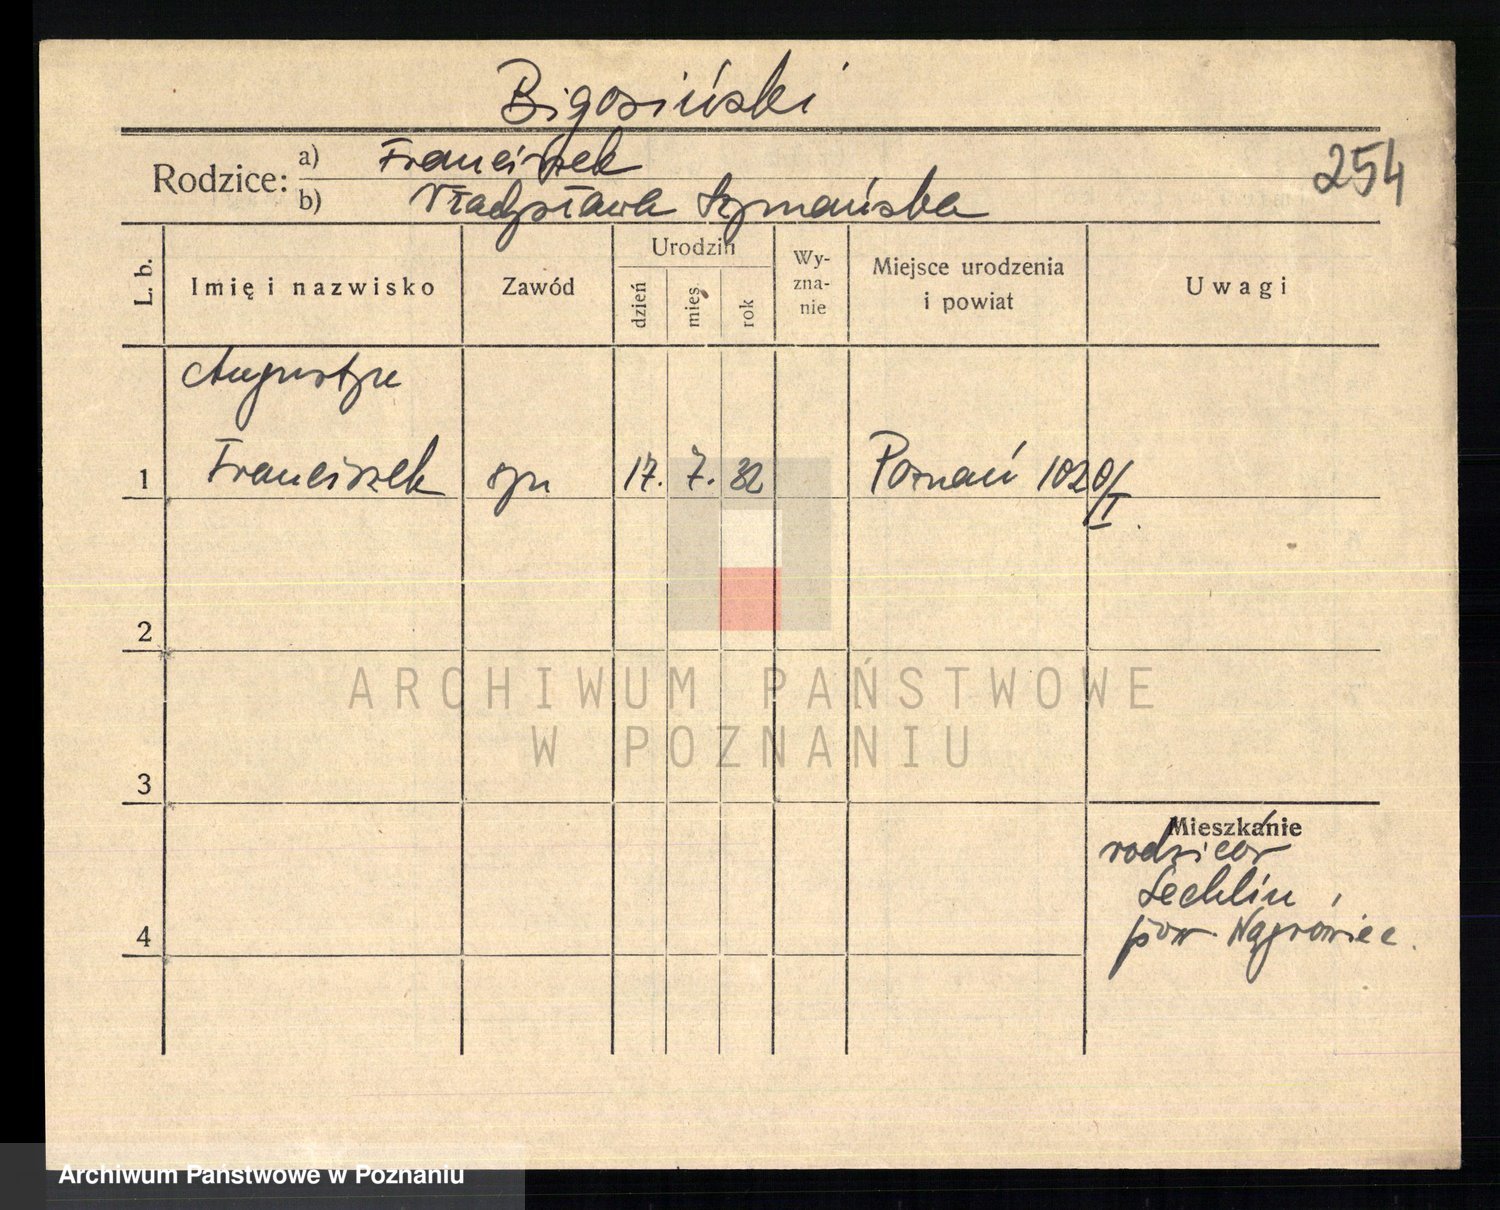 Bigosiński
Rodzice:
a) Franciszek
b) Władysława Szymańska
254
L. b.
Imię i nazwisko
Zawód
Urodzin
dzień
mies.
rok
Wy-
zna-
nie
Miejsce urodzenia
i powiat
Uwagi
Augustyn
1 Franciszek syn 17. 7. 32 Poznań 1020/I
2
3
4
Mieszkanie
rodziców
Lechlin,
pow. Wągrowiec.
ARCHIWUM PAŃSTWOWE
W POZNANIU
Archiwum Państwowe w Poznaniu